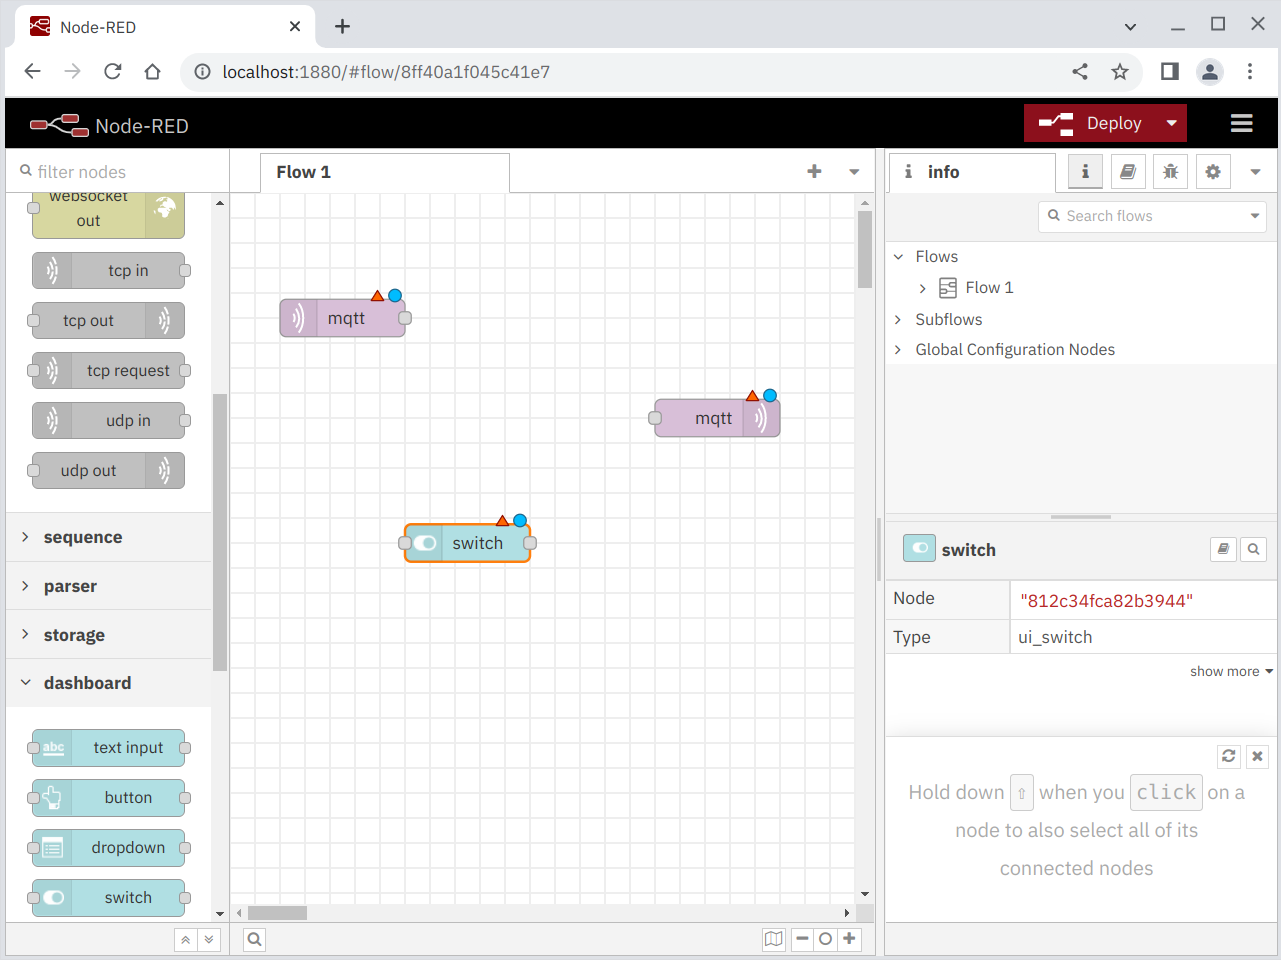 Node-RED
localhost:1880/#flow/8ff40a1f045c41e7
Node-RED
Deploy
filter nodes
Flow 1
info
Search flows
websocket
out
tcp in
tcp out
tcp request
udp in
udp out
sequence
parser
storage
dashboard
abc
text input
button
dropdown
switch
mqtt
mqtt
switch
Flows
Flow 1
Subflows
Global Configuration Nodes
switch
Node
"812c34fca82b3944"
Type
ui_switch
show more
Hold down ⇧ when you click on a
node to also select all of its
connected nodes